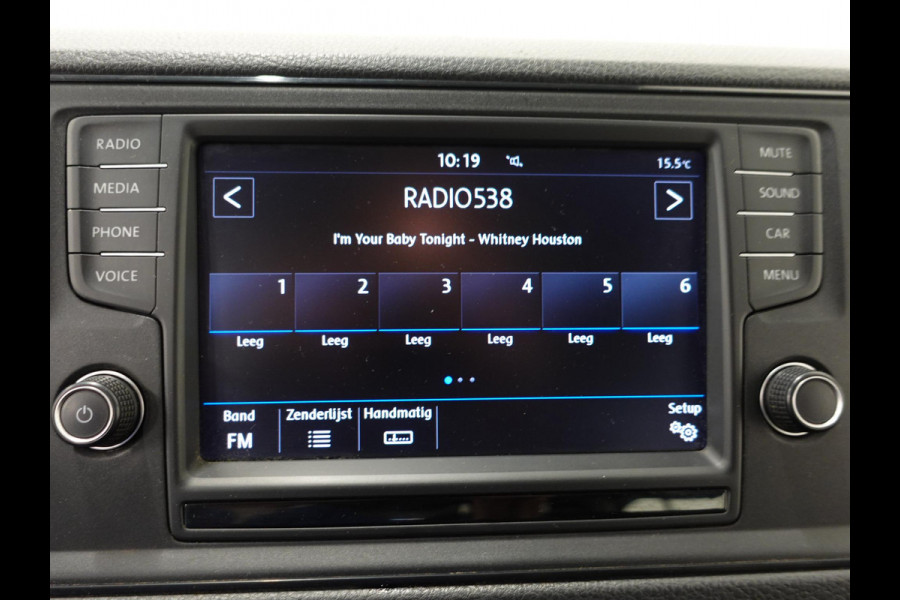 RADIO
MEDIA
PHONE
VOICE
10:19
15.5°C
RADIO538
I'm Your Baby Tonight - Whitney Houston
1 2 3 4 5 6
Leeg Leeg Leeg Leeg Leeg Leeg
Band Zenderlijst Handmatig Setup
FM
MUTE
SOUND
CAR
MENU